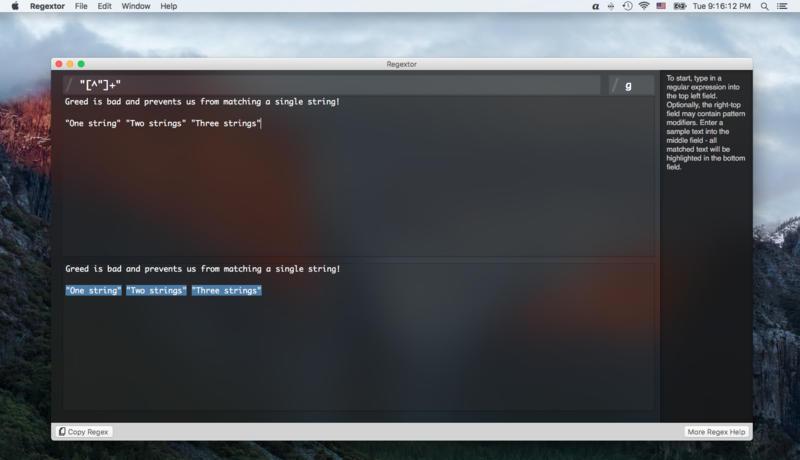 Regextor File Edit Window Help a Tue 9:16:12 PM
Regextor
/ "[^"]+" / g
Greed is bad and prevents us from matching a single string!
"One string" "Two strings" "Three strings"
To start, type in a
regular expression into
the top left field.
Optionally, the right-top
field may contain pattern
modifiers. Enter a
sample text into the
middle field - all
matched text will be
highlighted in the bottom
field.
Greed is bad and prevents us from matching a single string!
"One string" "Two strings" "Three strings"
Copy Regex More Regex Help